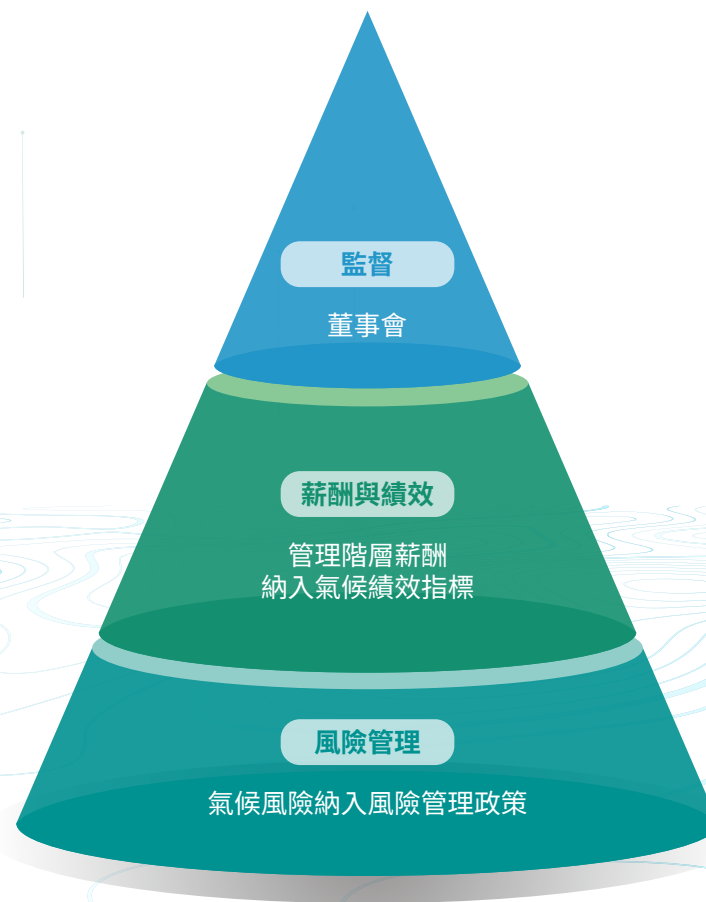 監督
董事會
薪酬與績效
管理階層薪酬
納入氣候績效指標
風險管理
氣候風險納入風險管理政策